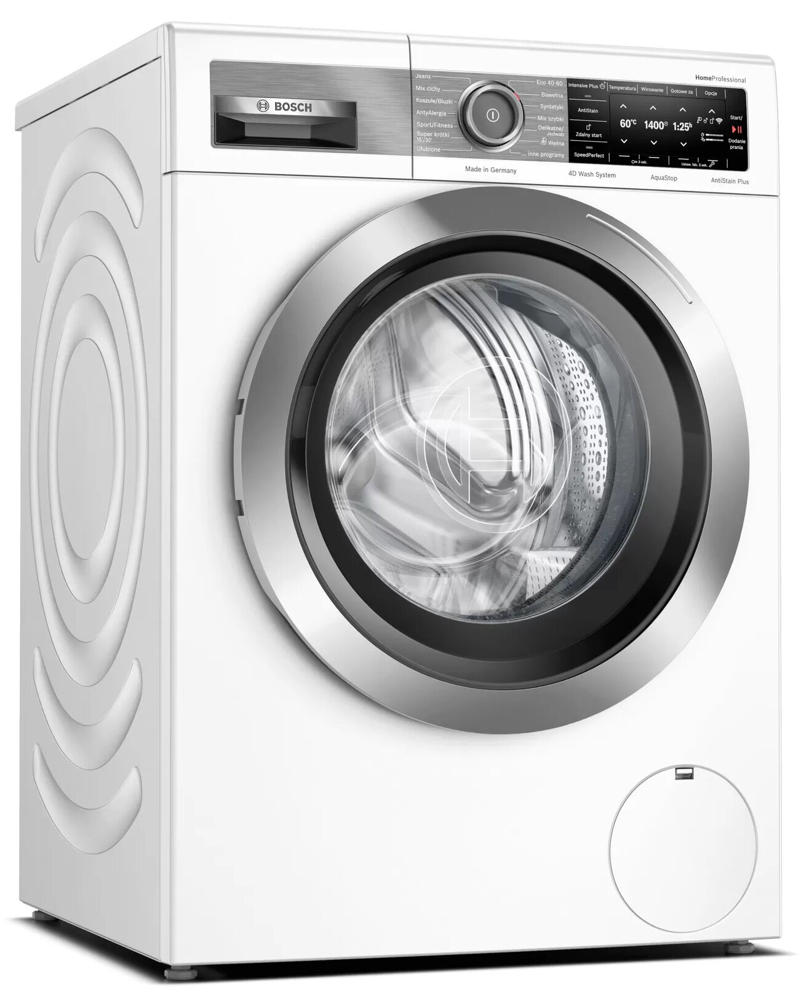 BOSCH
Jeans
Mix cichy
Koszule/Bluzki
AntyAlergia
Sport/Fitness
Super krótki
15'/30'
Ulubione
Eco 40-60
Bawełna
Syntetyki
Mix szybki
Delikatne/
Jedwab
Wełna
... inne programy
Made in Germany
HomeProfessional
Intensive Plus
AntiStain
Zdalny start
SpeedPerfect
Temperatura
Wirowanie
Gotowe za
Opcje
60°C
1400
1:25h
3 sek.
Ustaw. fab. 3 sek.
Start/
Dodanie
prania
4D Wash System
AquaStop
AntiStain Plus